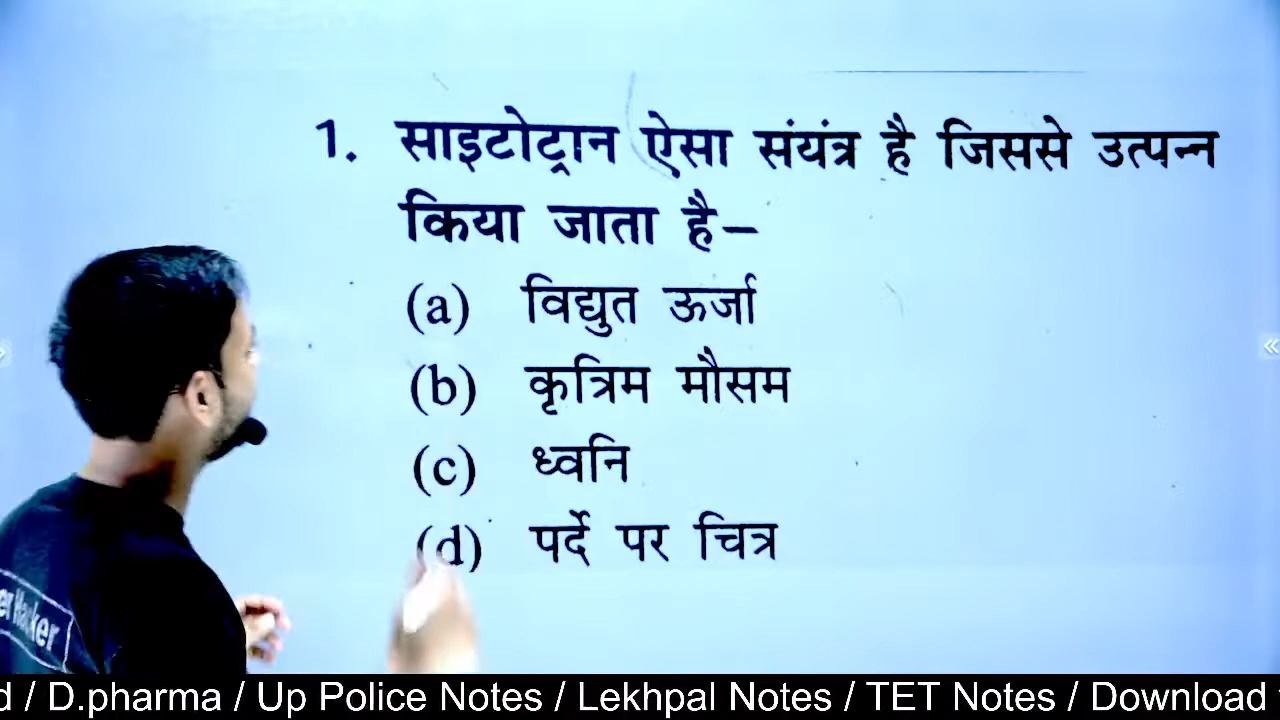 1. साइटोट्रान ऐसा संयंत्र है जिससे उत्पन्न
किया जाता है–
(a) विद्युत ऊर्जा
(b) कृत्रिम मौसम
(c) ध्वनि
(d) पर्दे पर चित्र
/ D.pharma / Up Police Notes / Lekhpal Notes / TET Notes / Download